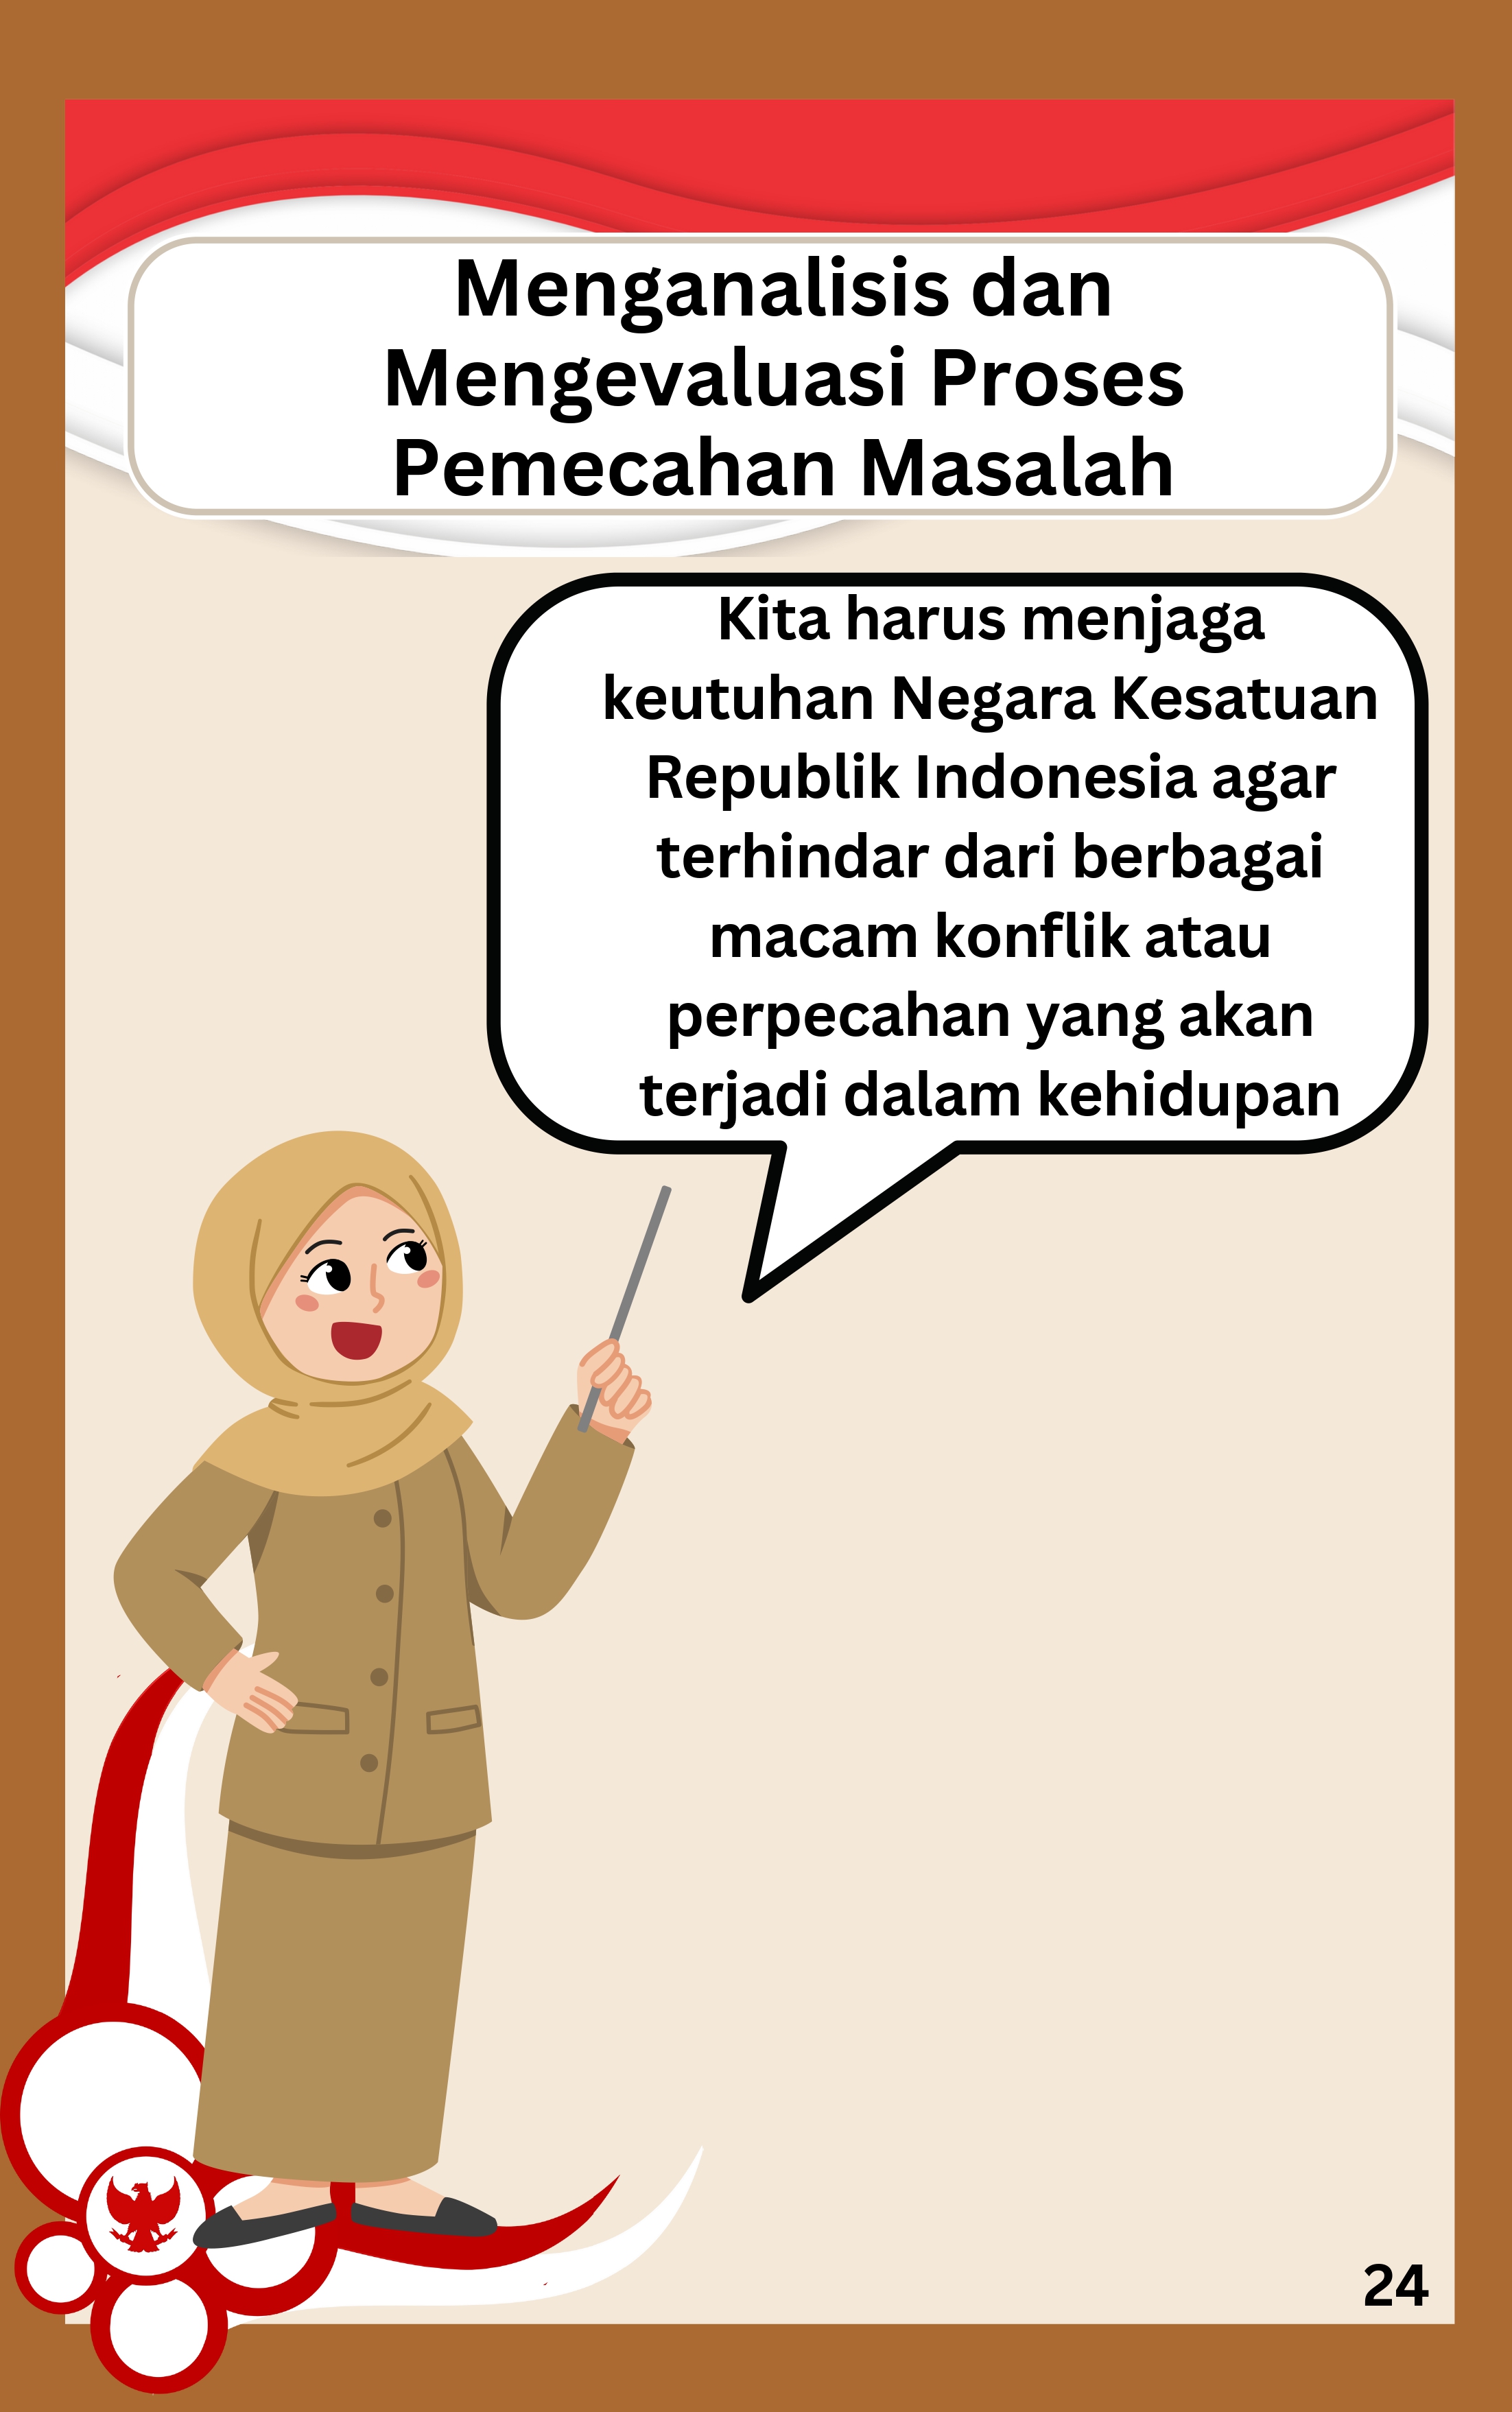 Menganalisis dan
Mengevaluasi Proses
Pemecahan Masalah
Kita harus menjaga
keutuhan Negara Kesatuan
Republik Indonesia agar
terhindar dari berbagai
macam konflik atau
perpecahan yang akan
terjadi dalam kehidupan
24